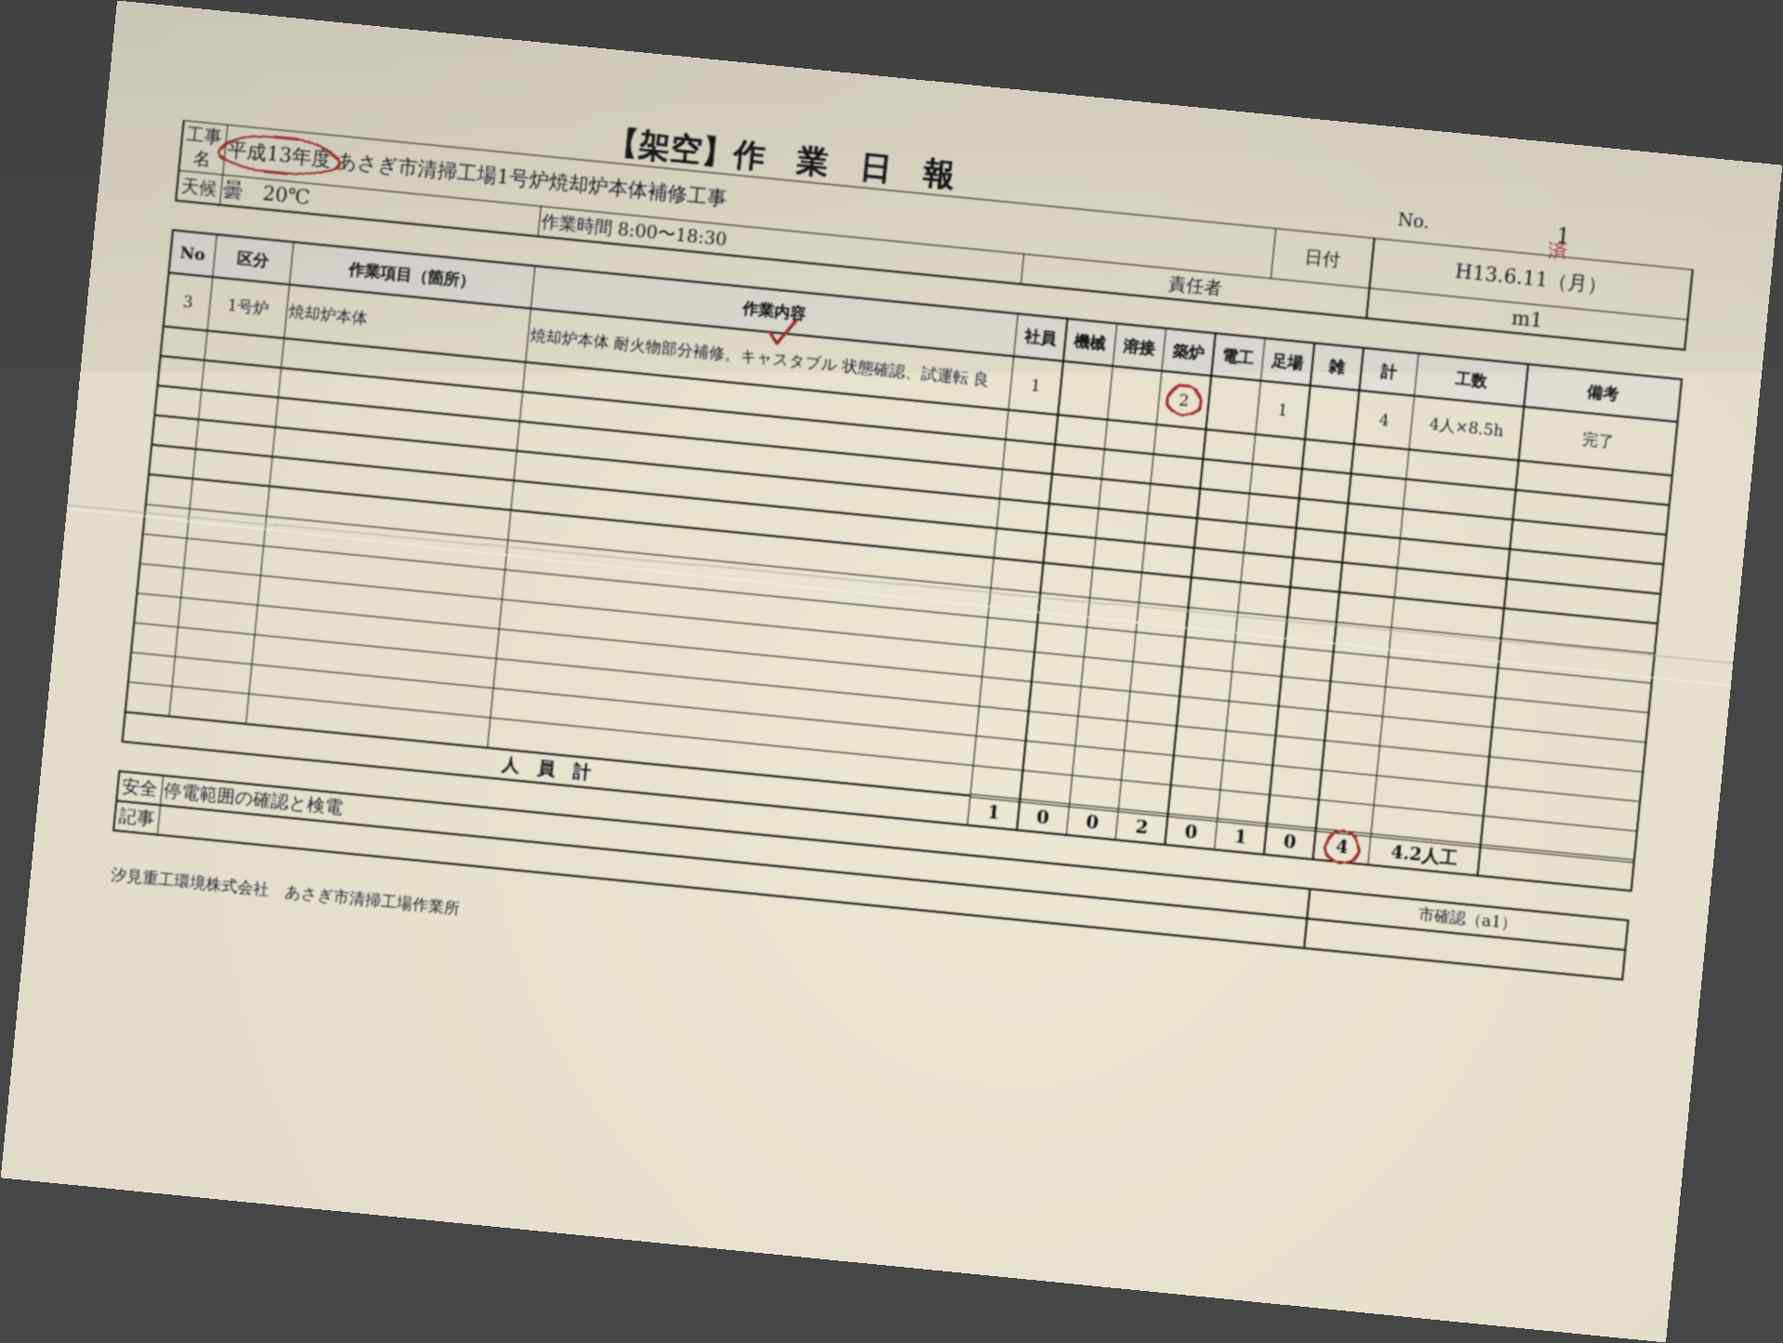 【架空】作 業 日 報
No. 1
済
工事名 平成13年度 あさぎ市清掃工場1号炉焼却炉本体補修工事 日付 H13.6.11（月）
天候 曇 20℃ 作業時間 8:00〜18:30 責任者 m1
No 区分 作業項目（箇所） 作業内容 社員 機械 溶接 築炉 電工 足場 雑 計 工数 備考
3 1号炉 焼却炉本体 焼却炉本体 耐火物部分補修。キャスタブル 状態確認、試運転 良 1 2 1 4 4人×8.5h 完了
人 員 計 1 0 0 2 0 1 0 4 4.2人工
安全 停電範囲の確認と検電 市確認（a1）
記事
汐見重工環境株式会社 あさぎ市清掃工場作業所